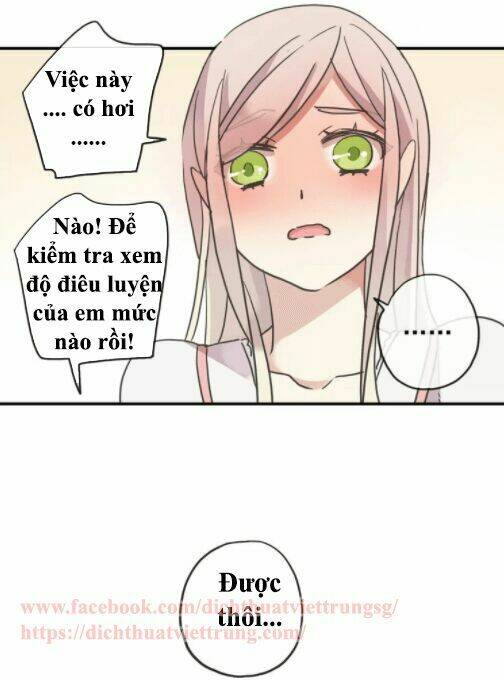 Việc này
.... có hơi
......
Nào! Để
kiểm tra xem
độ điêu luyện
của em mức
nào rồi!
......
Được
thôi...
www.facebook.com/dichthuatviettrungsg/
https://dichthuatviettrung.com/